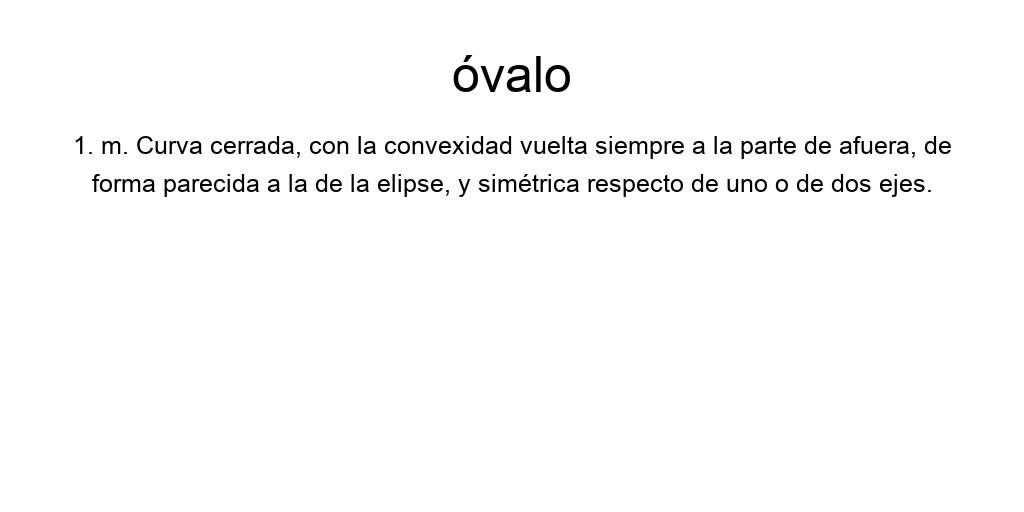 óvalo
1. m. Curva cerrada, con la convexidad vuelta siempre a la parte de afuera, de
forma parecida a la de la elipse, y simétrica respecto de uno o de dos ejes.